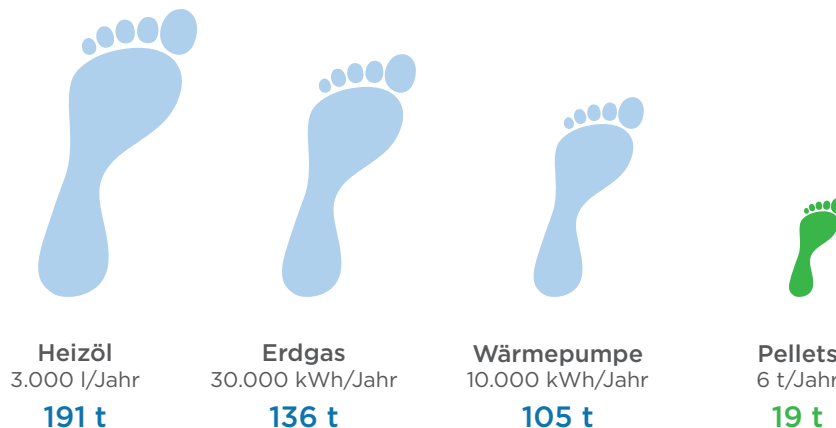 Heizöl
3.000 l/Jahr
191 t
Erdgas
30.000 kWh/Jahr
136 t
Wärmepumpe
10.000 kWh/Jahr
105 t
Pellets
6 t/Jahr
19 t